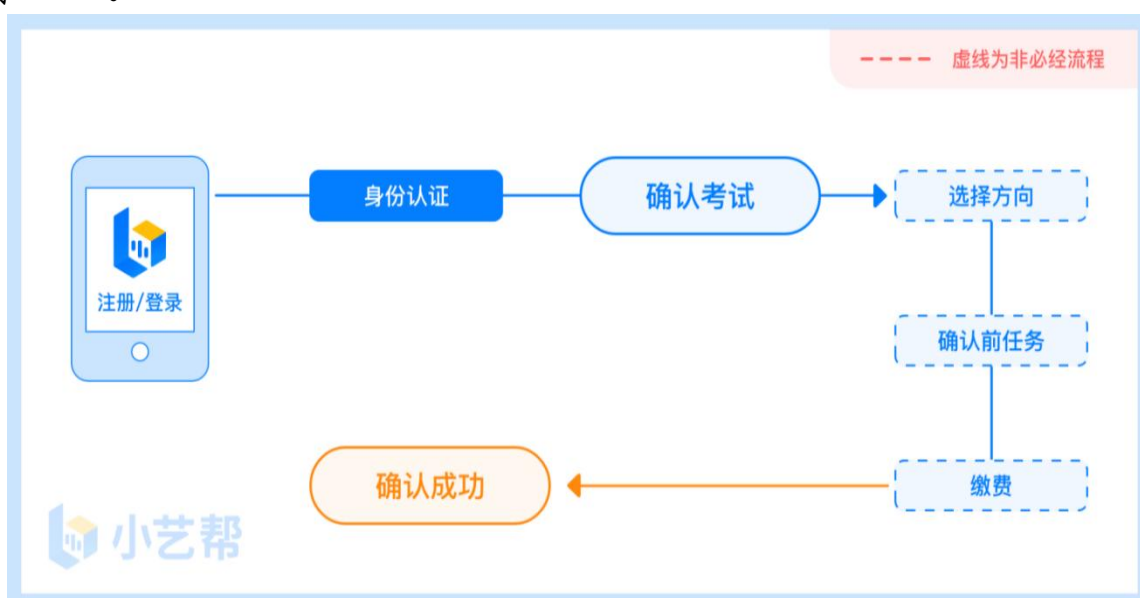 虚线为非必经流程
身份认证
确认考试
选择方向
注册/登录
确认前任务
确认成功
缴费
小艺帮